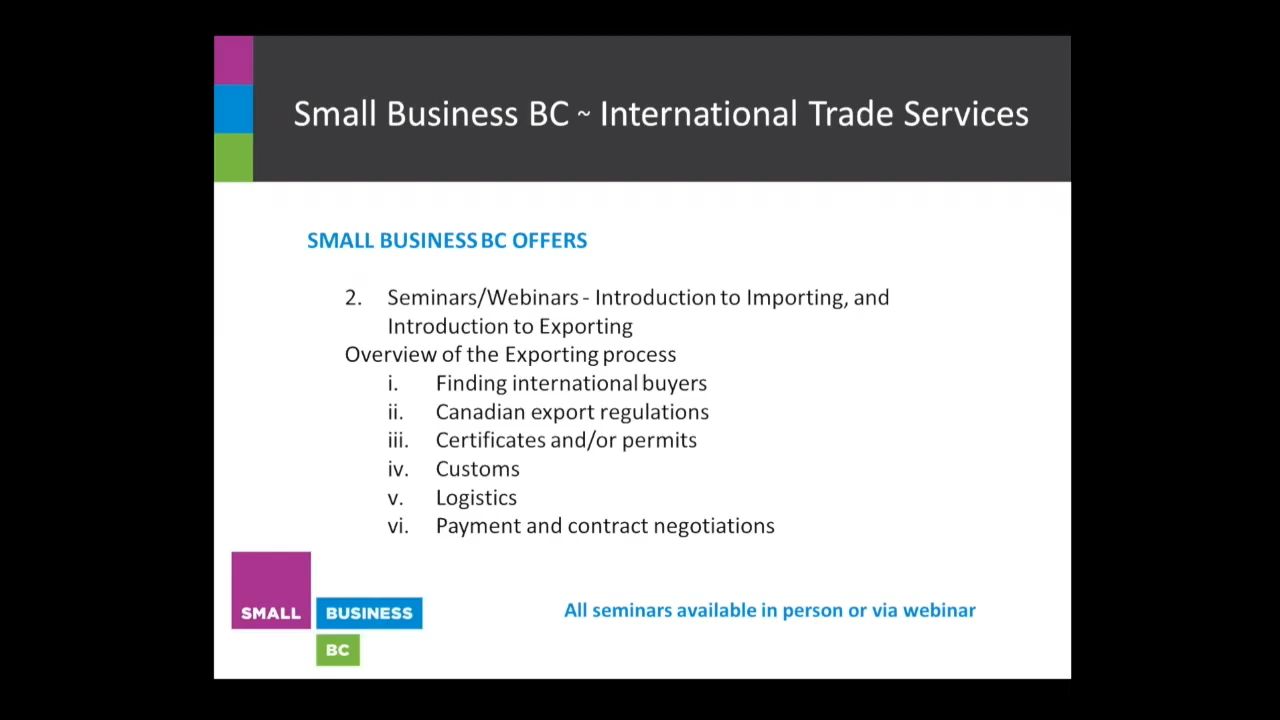 Small Business BC ~ International Trade Services
SMALL BUSINESS BC OFFERS
2. Seminars/Webinars - Introduction to Importing, and
Introduction to Exporting
Overview of the Exporting process
i. Finding international buyers
ii. Canadian export regulations
iii. Certificates and/or permits
iv. Customs
v. Logistics
vi. Payment and contract negotiations
SMALL
BUSINESS
BC
All seminars available in person or via webinar